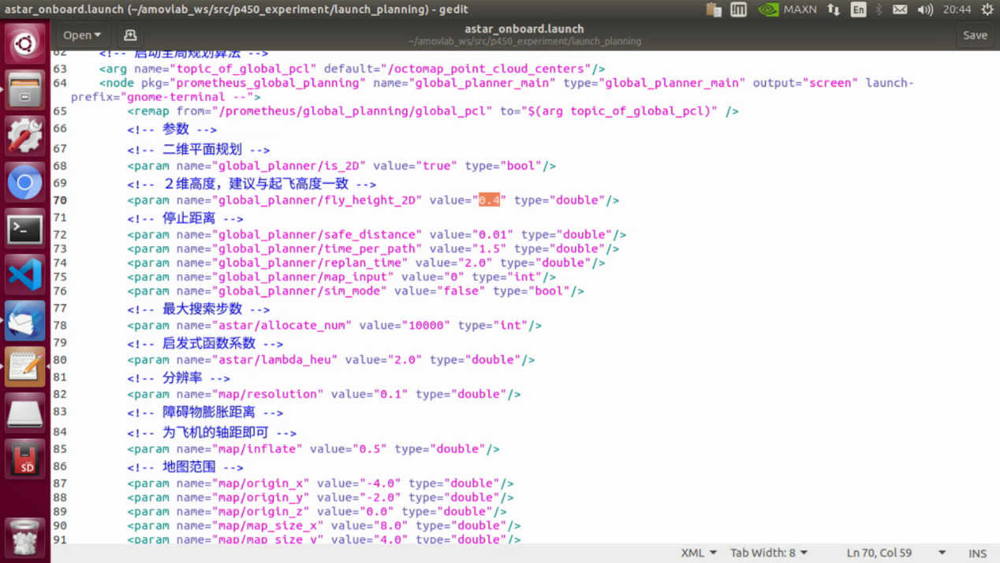 astar_onboard.launch (~/amovlab_ws/src/p450_experiment/launch_planning) - gedit
MAXN
En
20:44
Open
astar_onboard.launch
~/amovlab_ws/src/p450_experiment/launch_planning
Save
62 <!-- 启动全局规划算法 -->
63 <arg name="topic_of_global_pcl" default="/octomap_point_cloud_centers"/>
64 <node pkg="prometheus_global_planning" name="global_planner_main" type="global_planner_main" output="screen" launch-
prefix="gnome-terminal --">
65 <remap from="/prometheus/global_planning/global_pcl" to="$(arg topic_of_global_pcl)" />
66 <!-- 参数 -->
67 <!-- 二维平面规划 -->
68 <param name="global_planner/is_2D" value="true" type="bool"/>
69 <!-- 2维高度，建议与起飞高度一致 -->
70 <param name="global_planner/fly_height_2D" value="0.4" type="double"/>
71 <!-- 停止距离 -->
72 <param name="global_planner/safe_distance" value="0.01" type="double"/>
73 <param name="global_planner/time_per_path" value="1.5" type="double"/>
74 <param name="global_planner/replan_time" value="2.0" type="double"/>
75 <param name="global_planner/map_input" value="0" type="int"/>
76 <param name="global_planner/sim_mode" value="false" type="bool"/>
77 <!-- 最大搜索步数 -->
78 <param name="astar/allocate_num" value="10000" type="int"/>
79 <!-- 启发式函数系数 -->
80 <param name="astar/lambda_heu" value="2.0" type="double"/>
81 <!-- 分辨率 -->
82 <param name="map/resolution" value="0.1" type="double"/>
83 <!-- 障碍物膨胀距离 -->
84 <!-- 为飞机的轴距即可 -->
85 <param name="map/inflate" value="0.5" type="double"/>
86 <!-- 地图范围 -->
87 <param name="map/origin_x" value="-4.0" type="double"/>
88 <param name="map/origin_y" value="-2.0" type="double"/>
89 <param name="map/origin_z" value="0.0" type="double"/>
90 <param name="map/map_size_x" value="8.0" type="double"/>
91 <param name="map/map_size_y" value="4.0" type="double"/>
SD
XML
Tab Width: 8
Ln 70, Col 59
INS